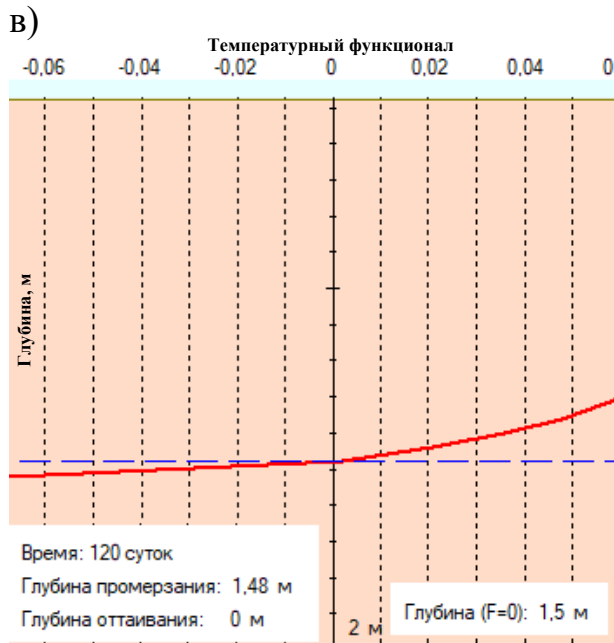 в)
Температурный функционал
-0,06 -0,04 -0,02 0 0,02 0,04 0
Глубина, м
Время: 120 суток
Глубина промерзания: 1,48 м
Глубина оттаивания: 0 м
2 м
Глубина (F=0): 1,5 м